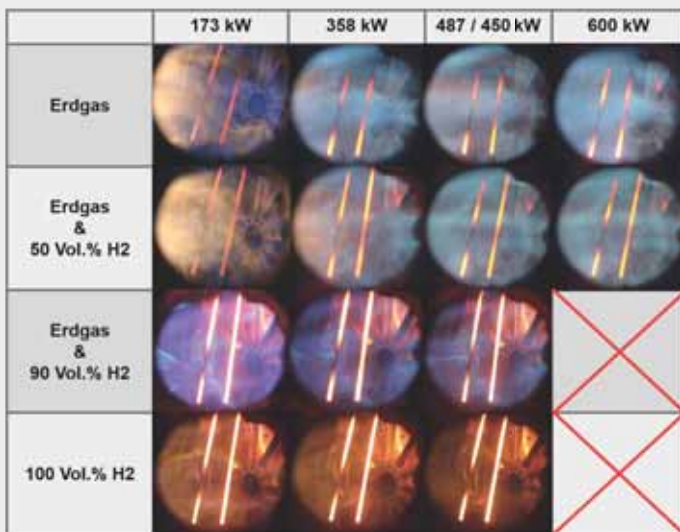 173 kW
358 kW
487 / 450 kW
600 kW
Erdgas
Erdgas
&
50 Vol.% H2
Erdgas
&
90 Vol.% H2
100 Vol.% H2